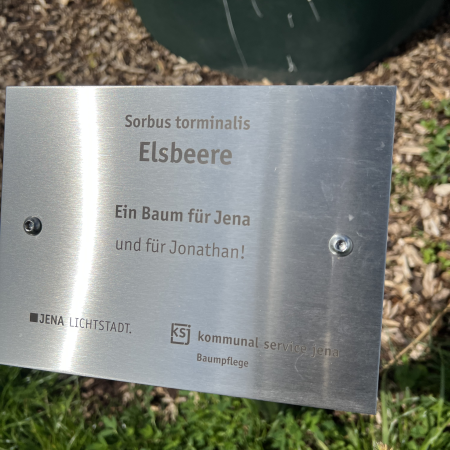 Sorbus torminalis
Elsbeere
Ein Baum für Jena
und für Jonathan!
JENA LICHTSTADT.
ksj kommunal service jena
Baumpflege